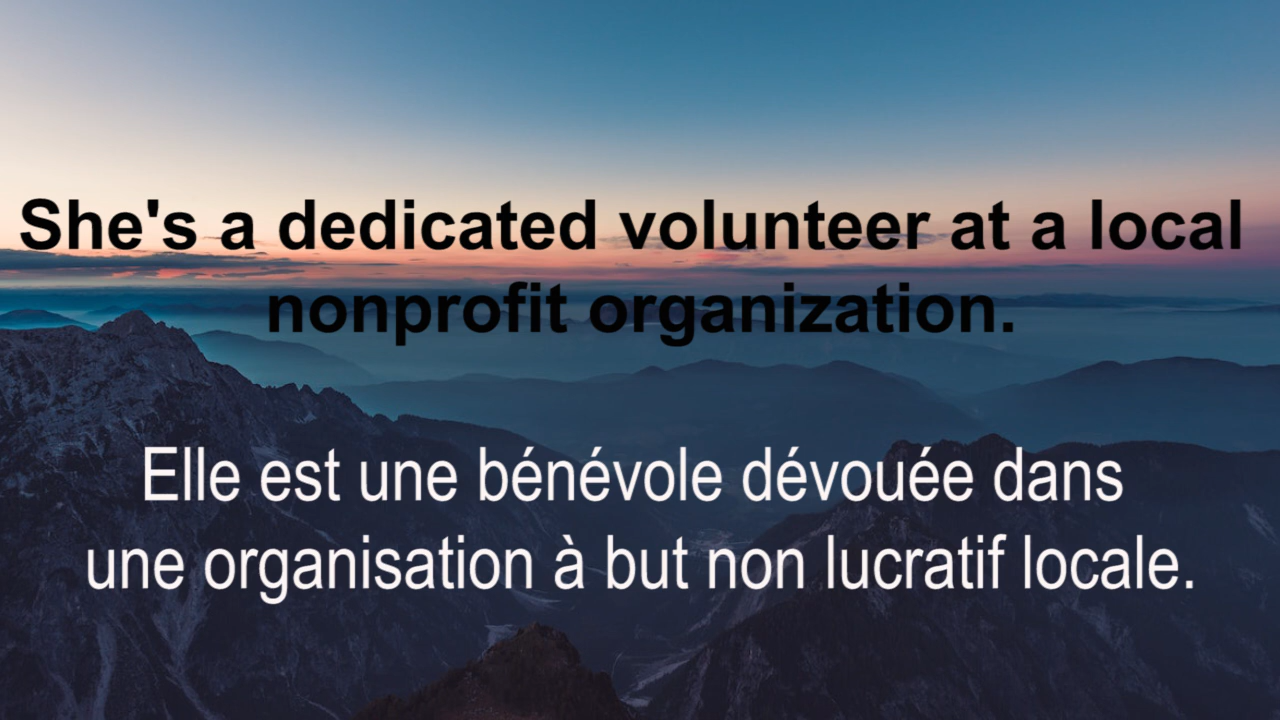 She's a dedicated volunteer at a local
nonprofit organization.
Elle est une bénévole dévouée dans
une organisation à but non lucratif locale.